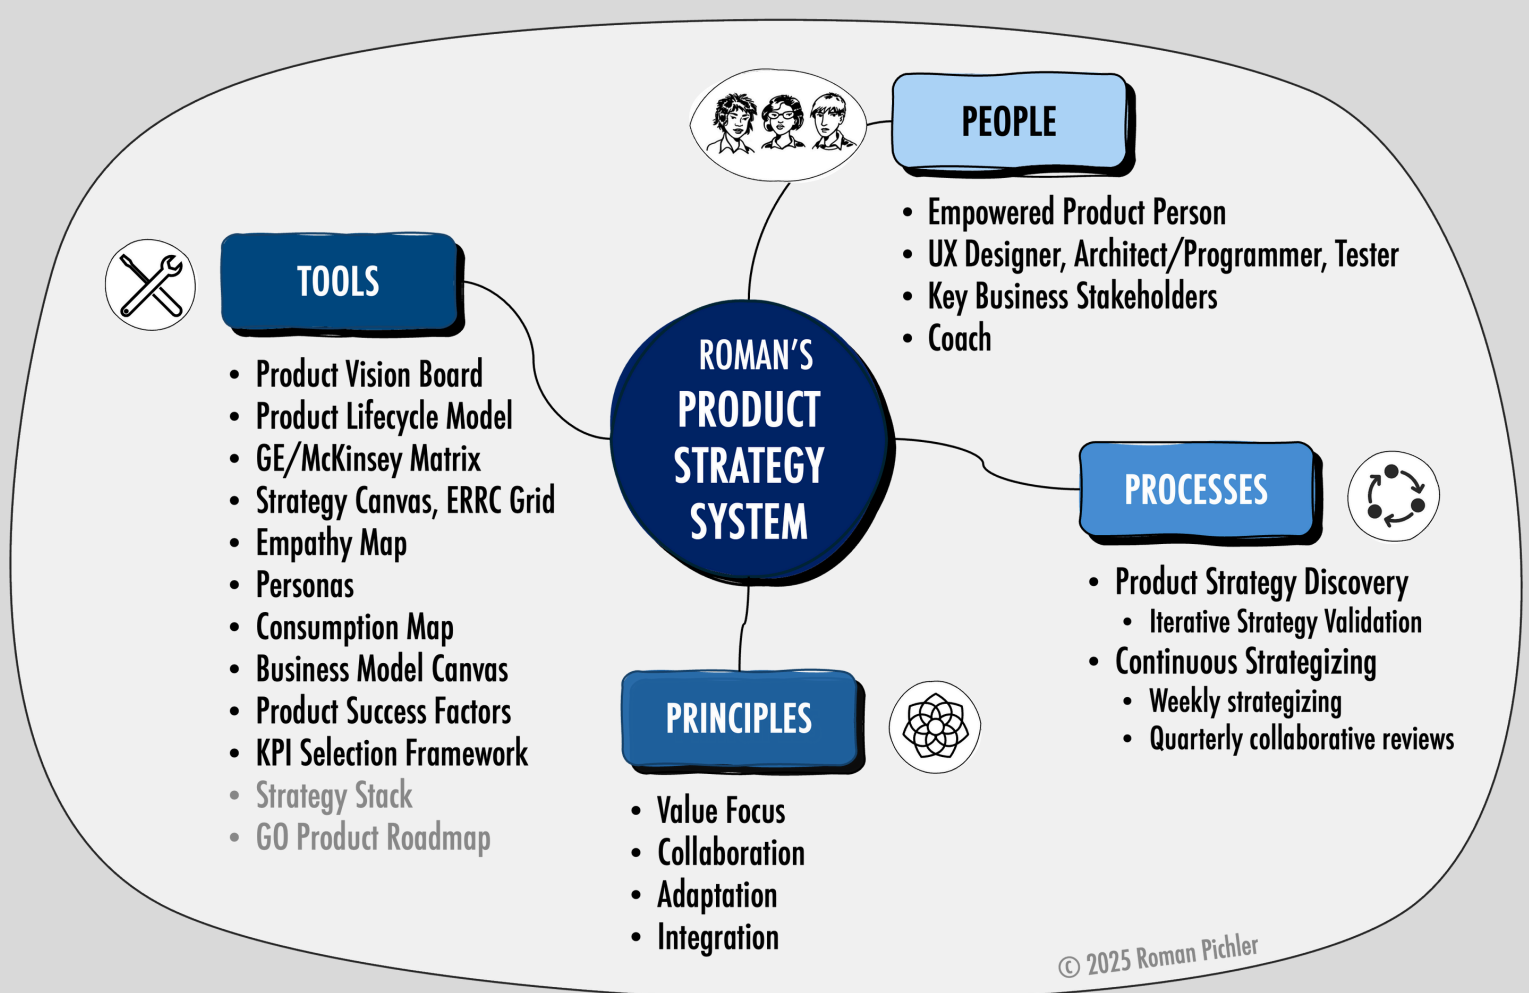 PEOPLE
• Empowered Product Person
• UX Designer, Architect/Programmer, Tester
• Key Business Stakeholders
• Coach
TOOLS
• Product Vision Board
• Product Lifecycle Model
• GE/McKinsey Matrix
• Strategy Canvas, ERRC Grid
• Empathy Map
• Personas
• Consumption Map
• Business Model Canvas
• Product Success Factors
• KPI Selection Framework
• Strategy Stack
• GO Product Roadmap
ROMAN’S
PRODUCT
STRATEGY
SYSTEM
PROCESSES
• Product Strategy Discovery
• Iterative Strategy Validation
• Continuous Strategizing
• Weekly strategizing
• Quarterly collaborative reviews
PRINCIPLES
• Value Focus
• Collaboration
• Adaptation
• Integration
© 2025 Roman Pichler